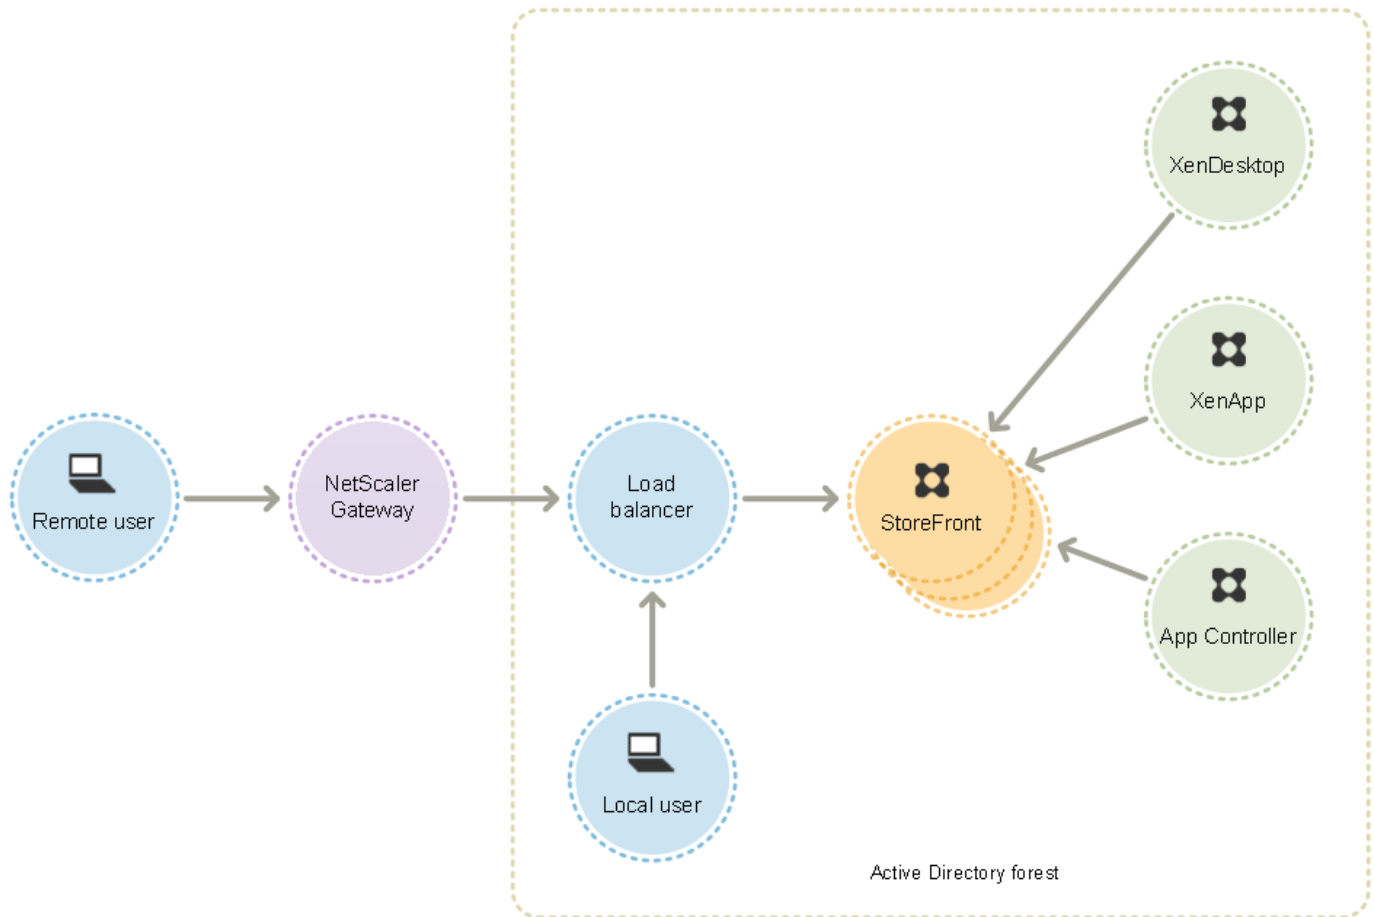 XenDesktop
XenApp
Remote user
NetScaler
Gateway
Load
balancer
StoreFront
App Controller
Local user
Active Directory forest